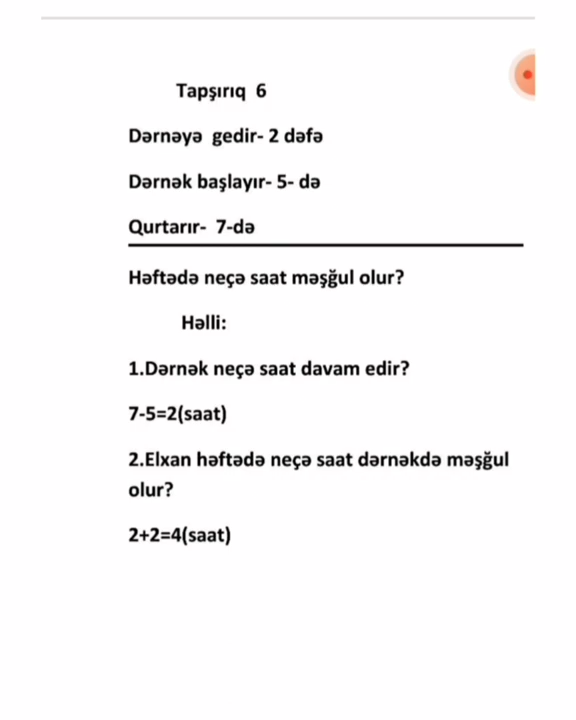 Tapşırıq 6
Dərnəyə gedir- 2 dəfə
Dərnək başlayır- 5- də
Qurtarır- 7-də
Həftədə neçə saat məşğul olur?
Həlli:
1.Dərnək neçə saat davam edir?
7-5=2(saat)
2.Elxan həftədə neçə saat dərnəkdə məşğul
olur?
2+2=4(saat)